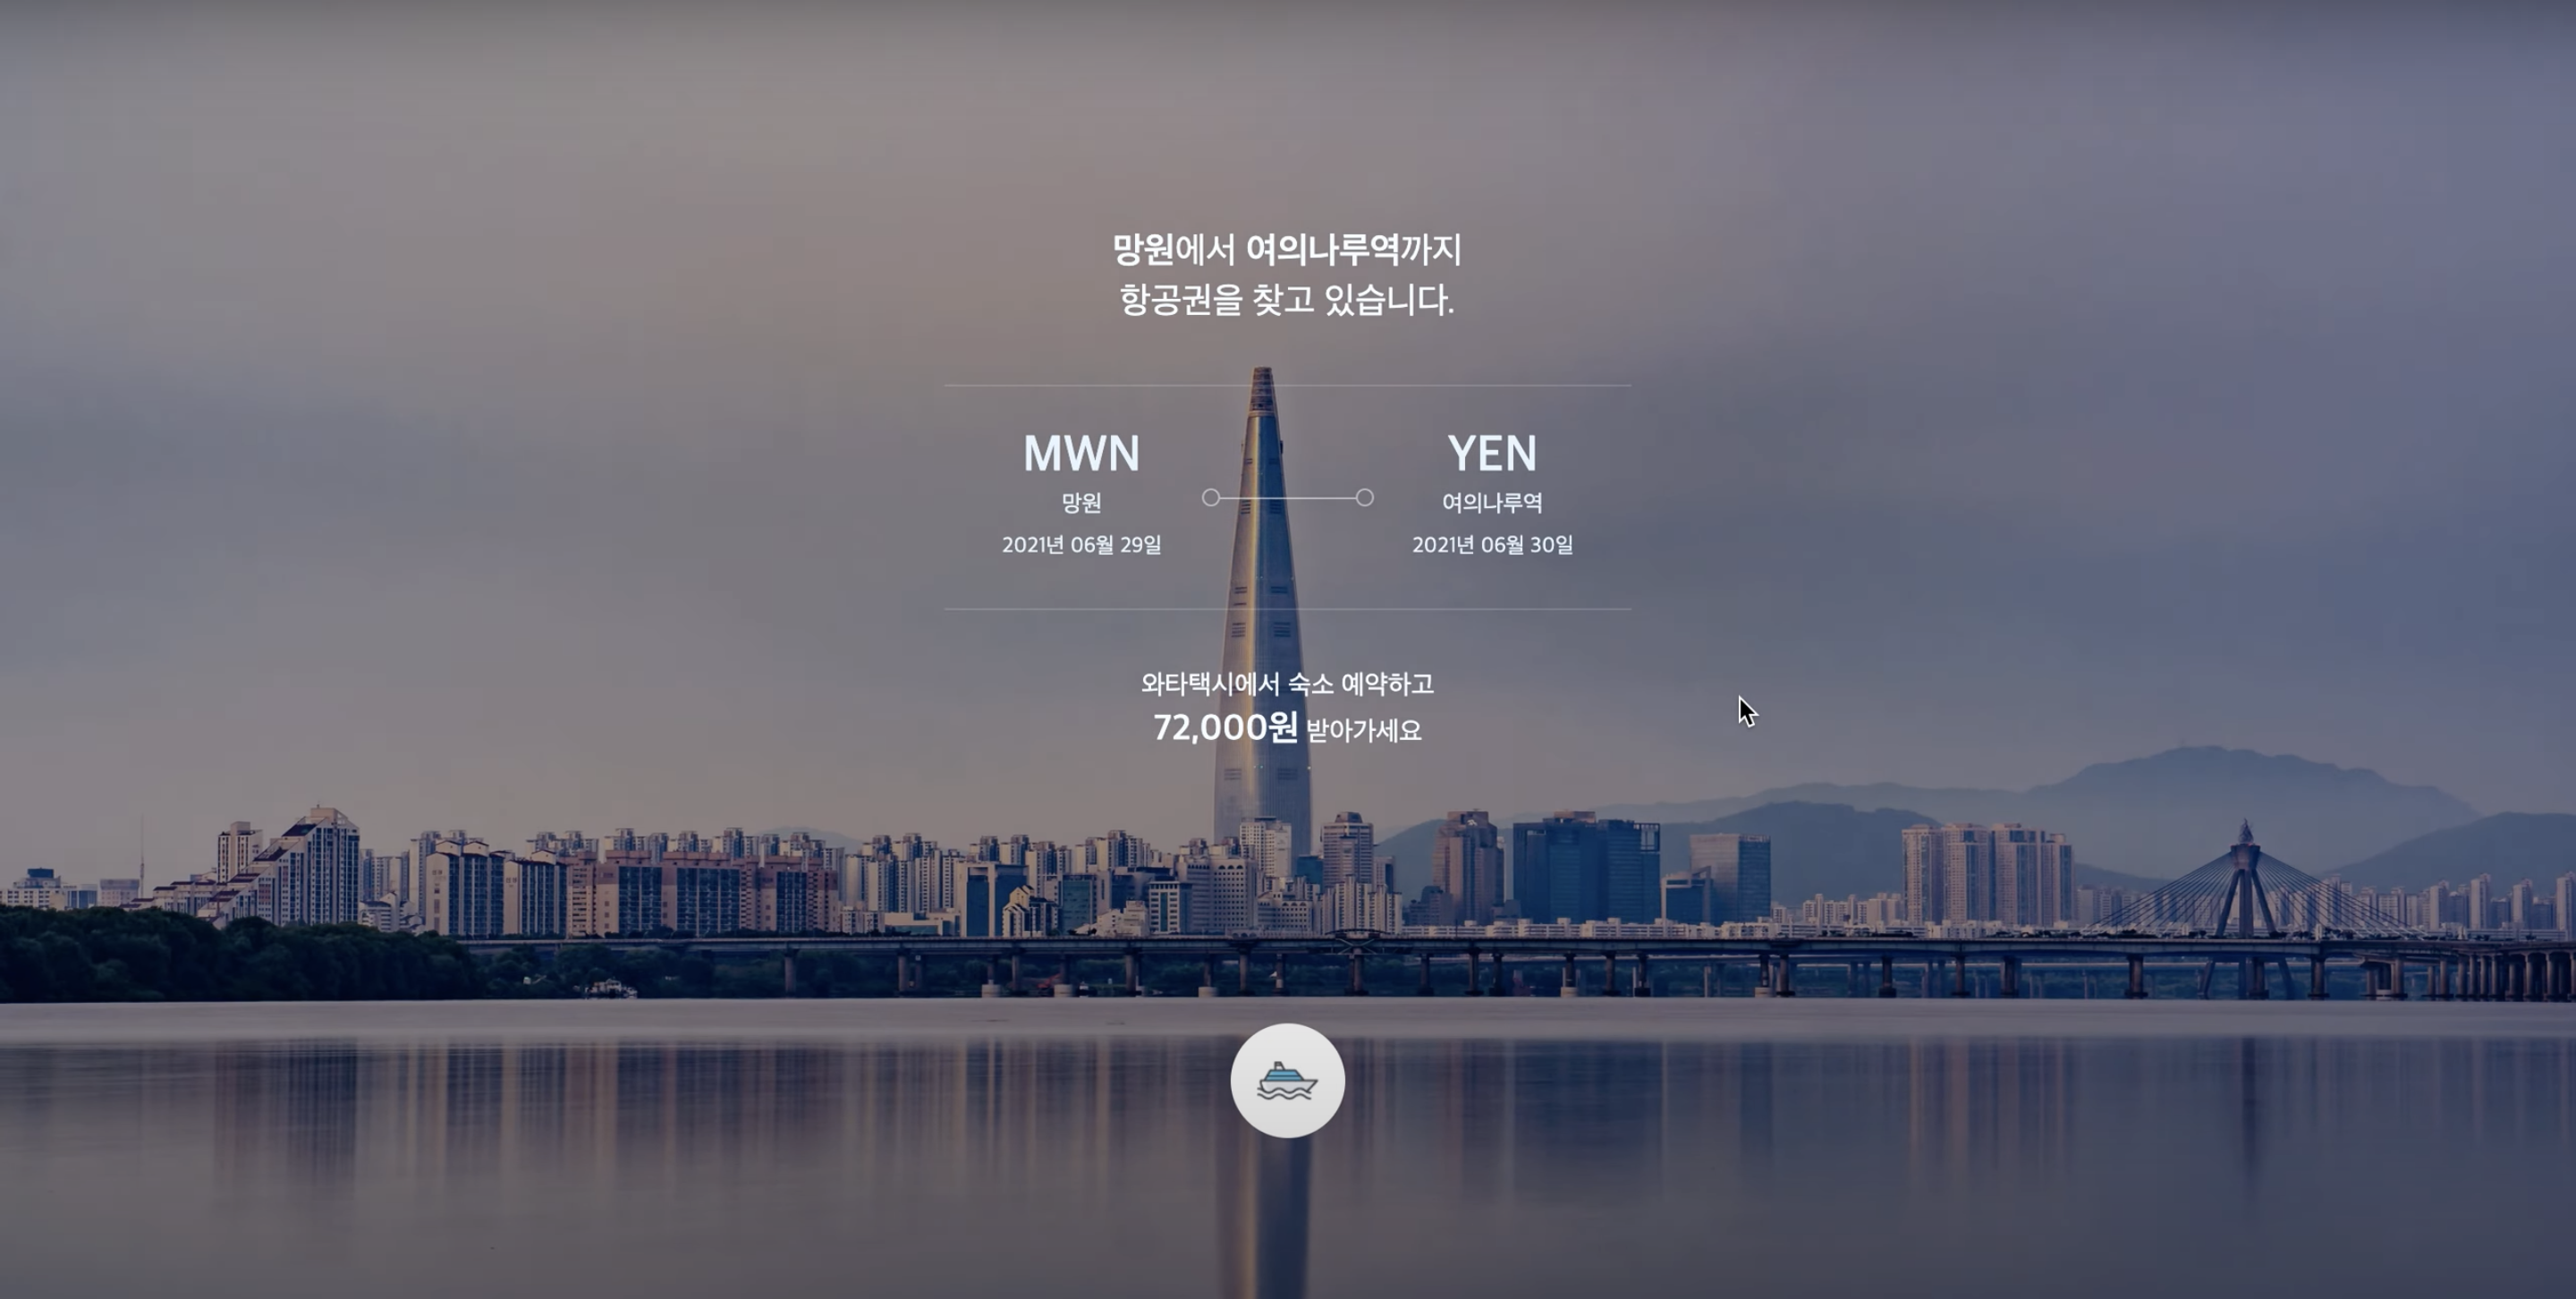 망원에서 여의나루역까지
항공권을 찾고 있습니다.
MWN
망원
2021년 06월 29일
YEN
여의나루역
2021년 06월 30일
와타택시에서 숙소 예약하고
72,000원 받아가세요